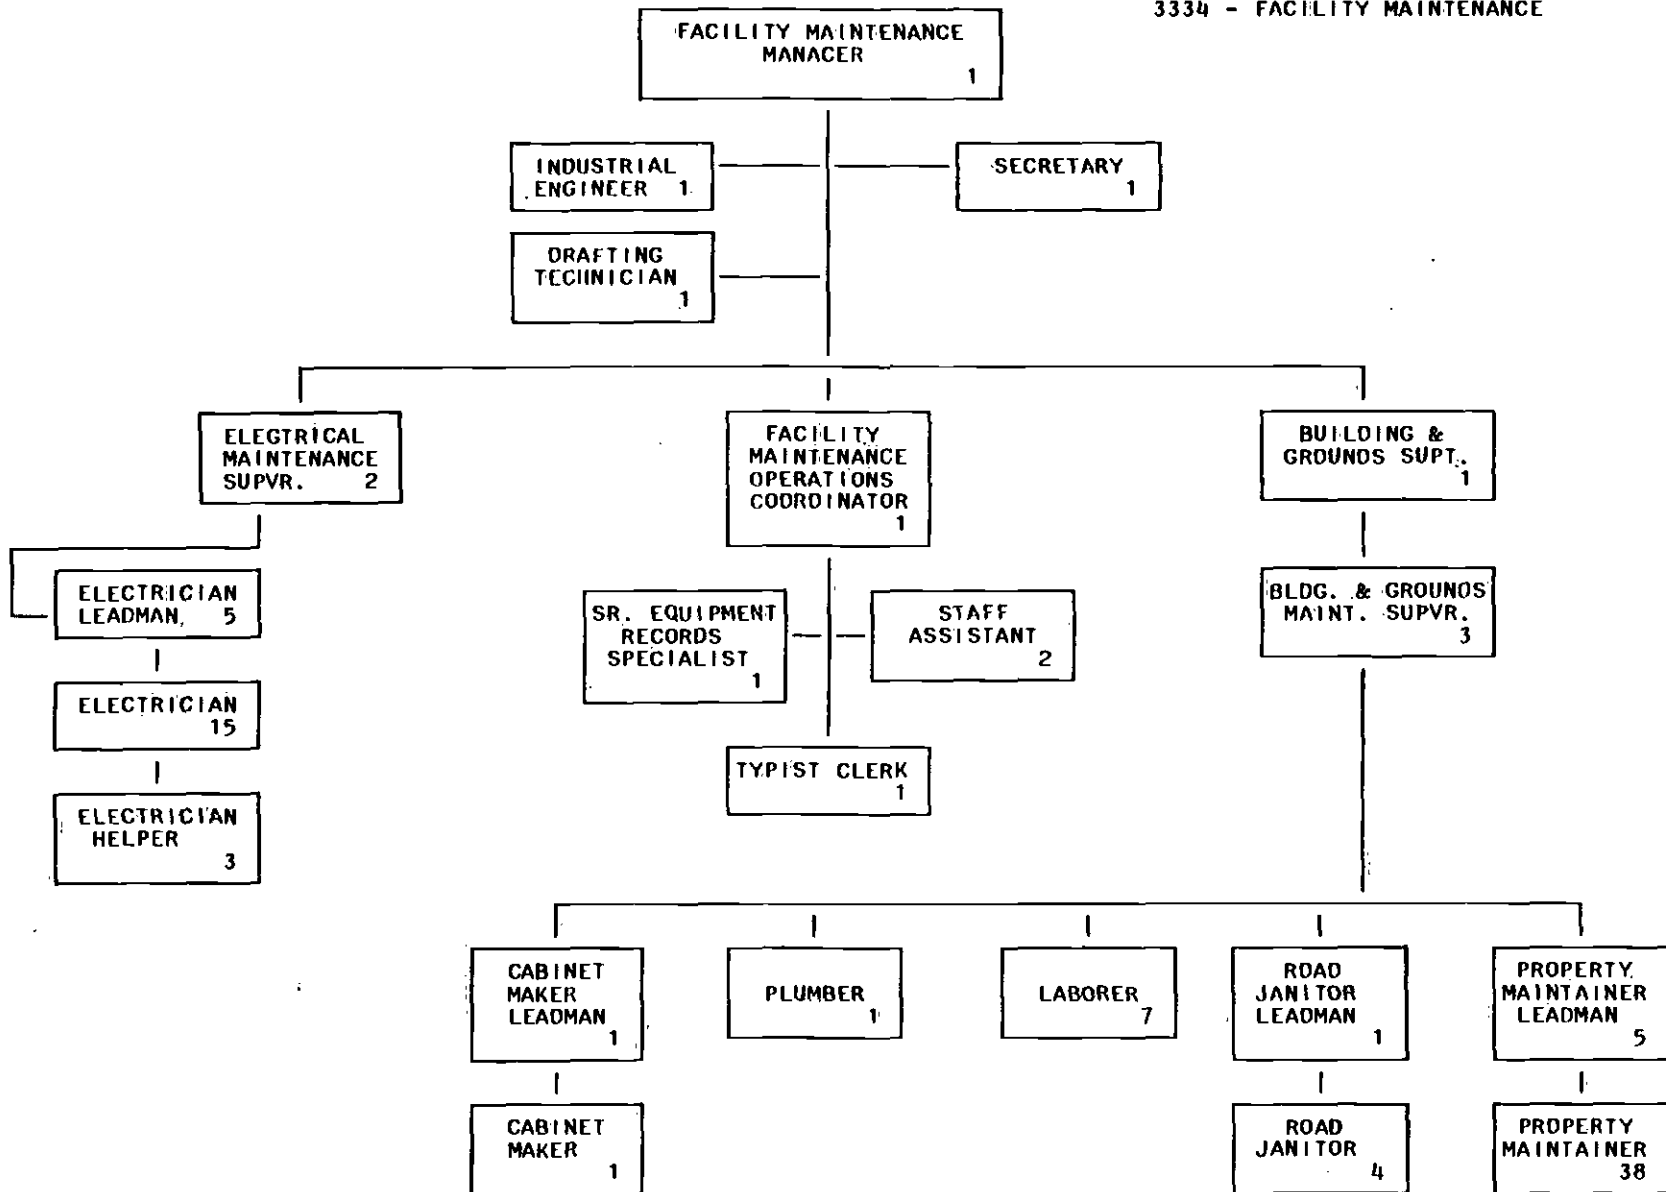 3334 - FACILITY MAINTENANCE
FACILITY MAINTENANCE
MANAGER
1
INDUSTRIAL
ENGINEER 1
SECRETARY
1
DRAFTING
TECHNICIAN
1
ELECTRICAL
MAINTENANCE
SUPVR. 2
FACILITY
MAINTENANCE
OPERATIONS
COORDINATOR
1
BUILDING &
GROUNDS SUPT.
1
ELECTRICIAN
LEADMAN 5
SR. EQUIPMENT
RECORDS
SPECIALIST
1
STAFF
ASSISTANT
2
BLDG. & GROUNDS
MAINT. SUPVR.
3
ELECTRICIAN
15
TYPIST CLERK
1
ELECTRICIAN
HELPER
3
CABINET
MAKER
LEADMAN
1
PLUMBER
1
LABORER
7
ROAD
JANITOR
LEADMAN
1
PROPERTY
MAINTAINER
LEADMAN
5
CABINET
MAKER
1
ROAD
JANITOR
4
PROPERTY
MAINTAINER
38